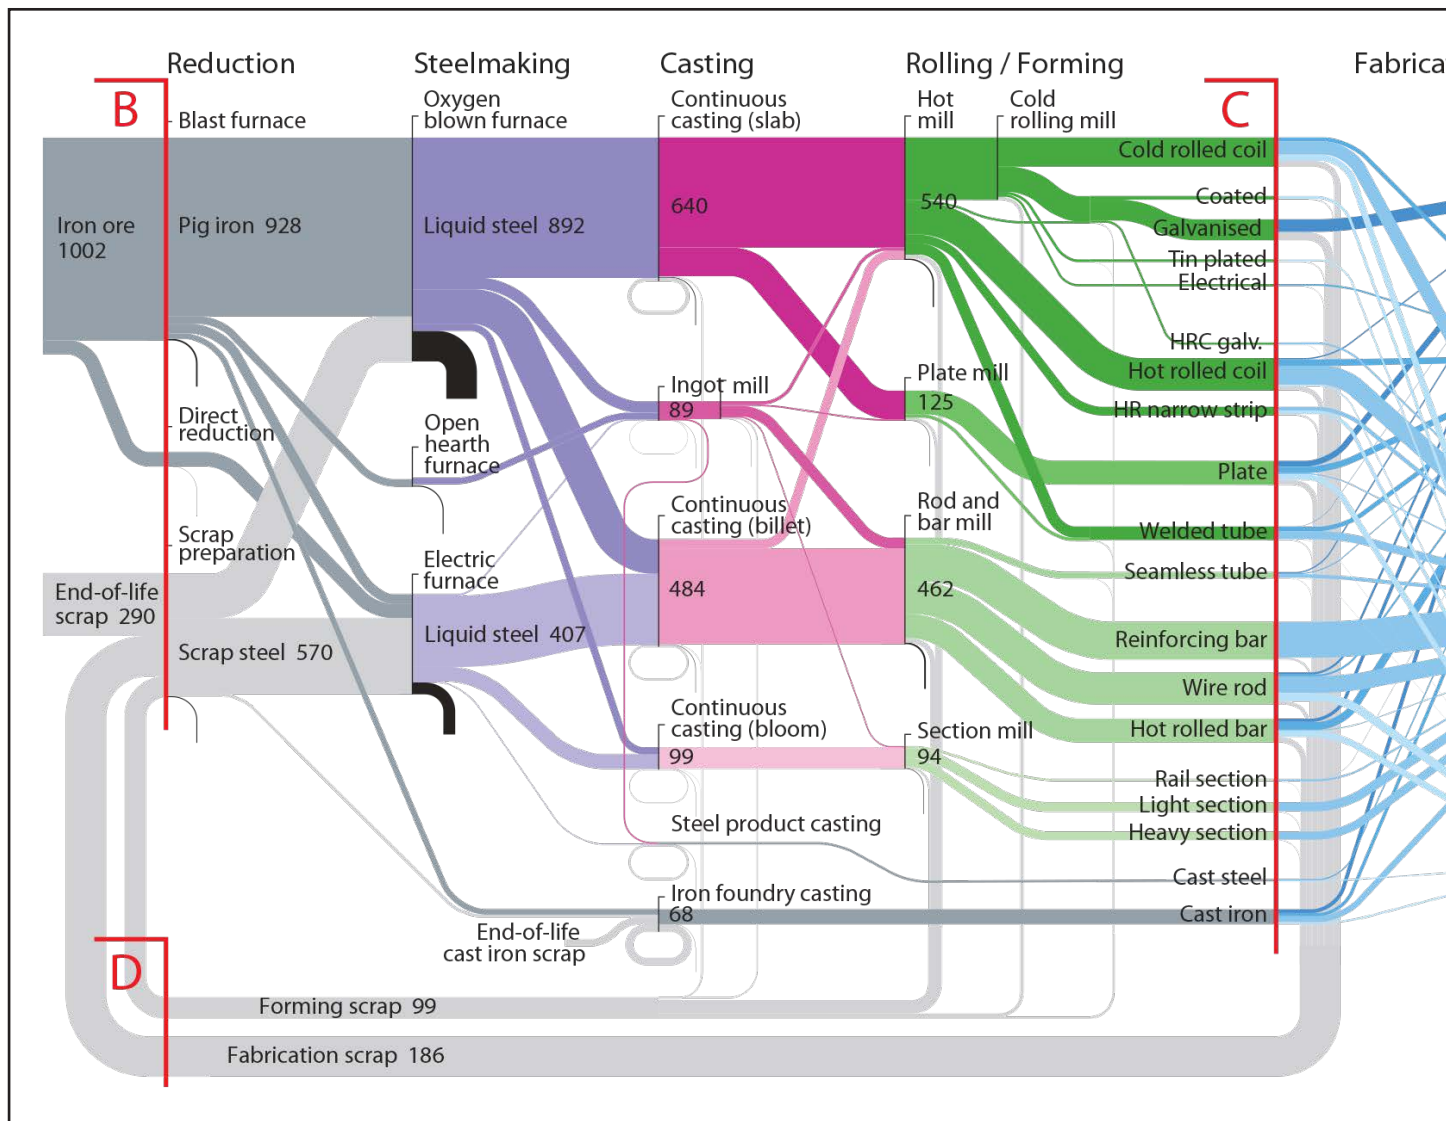 Reduction
Steelmaking
Casting
Rolling / Forming
Fabrica
B
C
Blast furnace
Oxygen
blown furnace
Continuous
casting (slab)
Hot
mill
Cold
rolling mill
Cold rolled coil
Iron ore
1002
Pig iron 928
Liquid steel 892
640
540
Coated
Galvanised
Tin plated
Electrical
HRC galv.
Hot rolled coil
HR narrow strip
Direct
reduction
Open
hearth
furnace
Ingot mill
89
Plate mill
125
Plate
Scrap
preparation
Electric
furnace
Continuous
casting (billet)
484
Rod and
bar mill
462
Welded tube
Seamless tube
Reinforcing bar
Wire rod
Hot rolled bar
End-of-life
scrap 290
Scrap steel 570
Liquid steel 407
Continuous
casting (bloom)
99
Section mill
94
Rail section
Light section
Heavy section
Steel product casting
Cast steel
Iron foundry casting
68
Cast iron
End-of-life
cast iron scrap
D
Forming scrap 99
Fabrication scrap 186